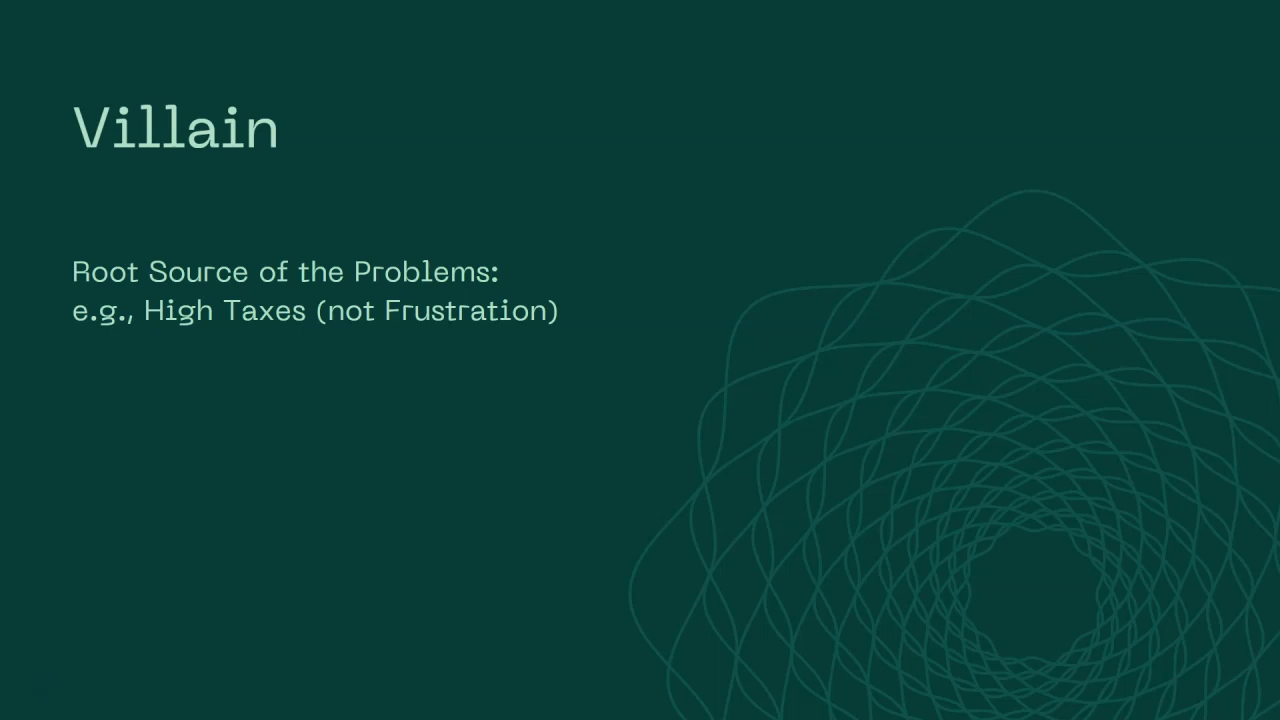 Villain
Root Source of the Problems:
e.g., High Taxes (not Frustration)